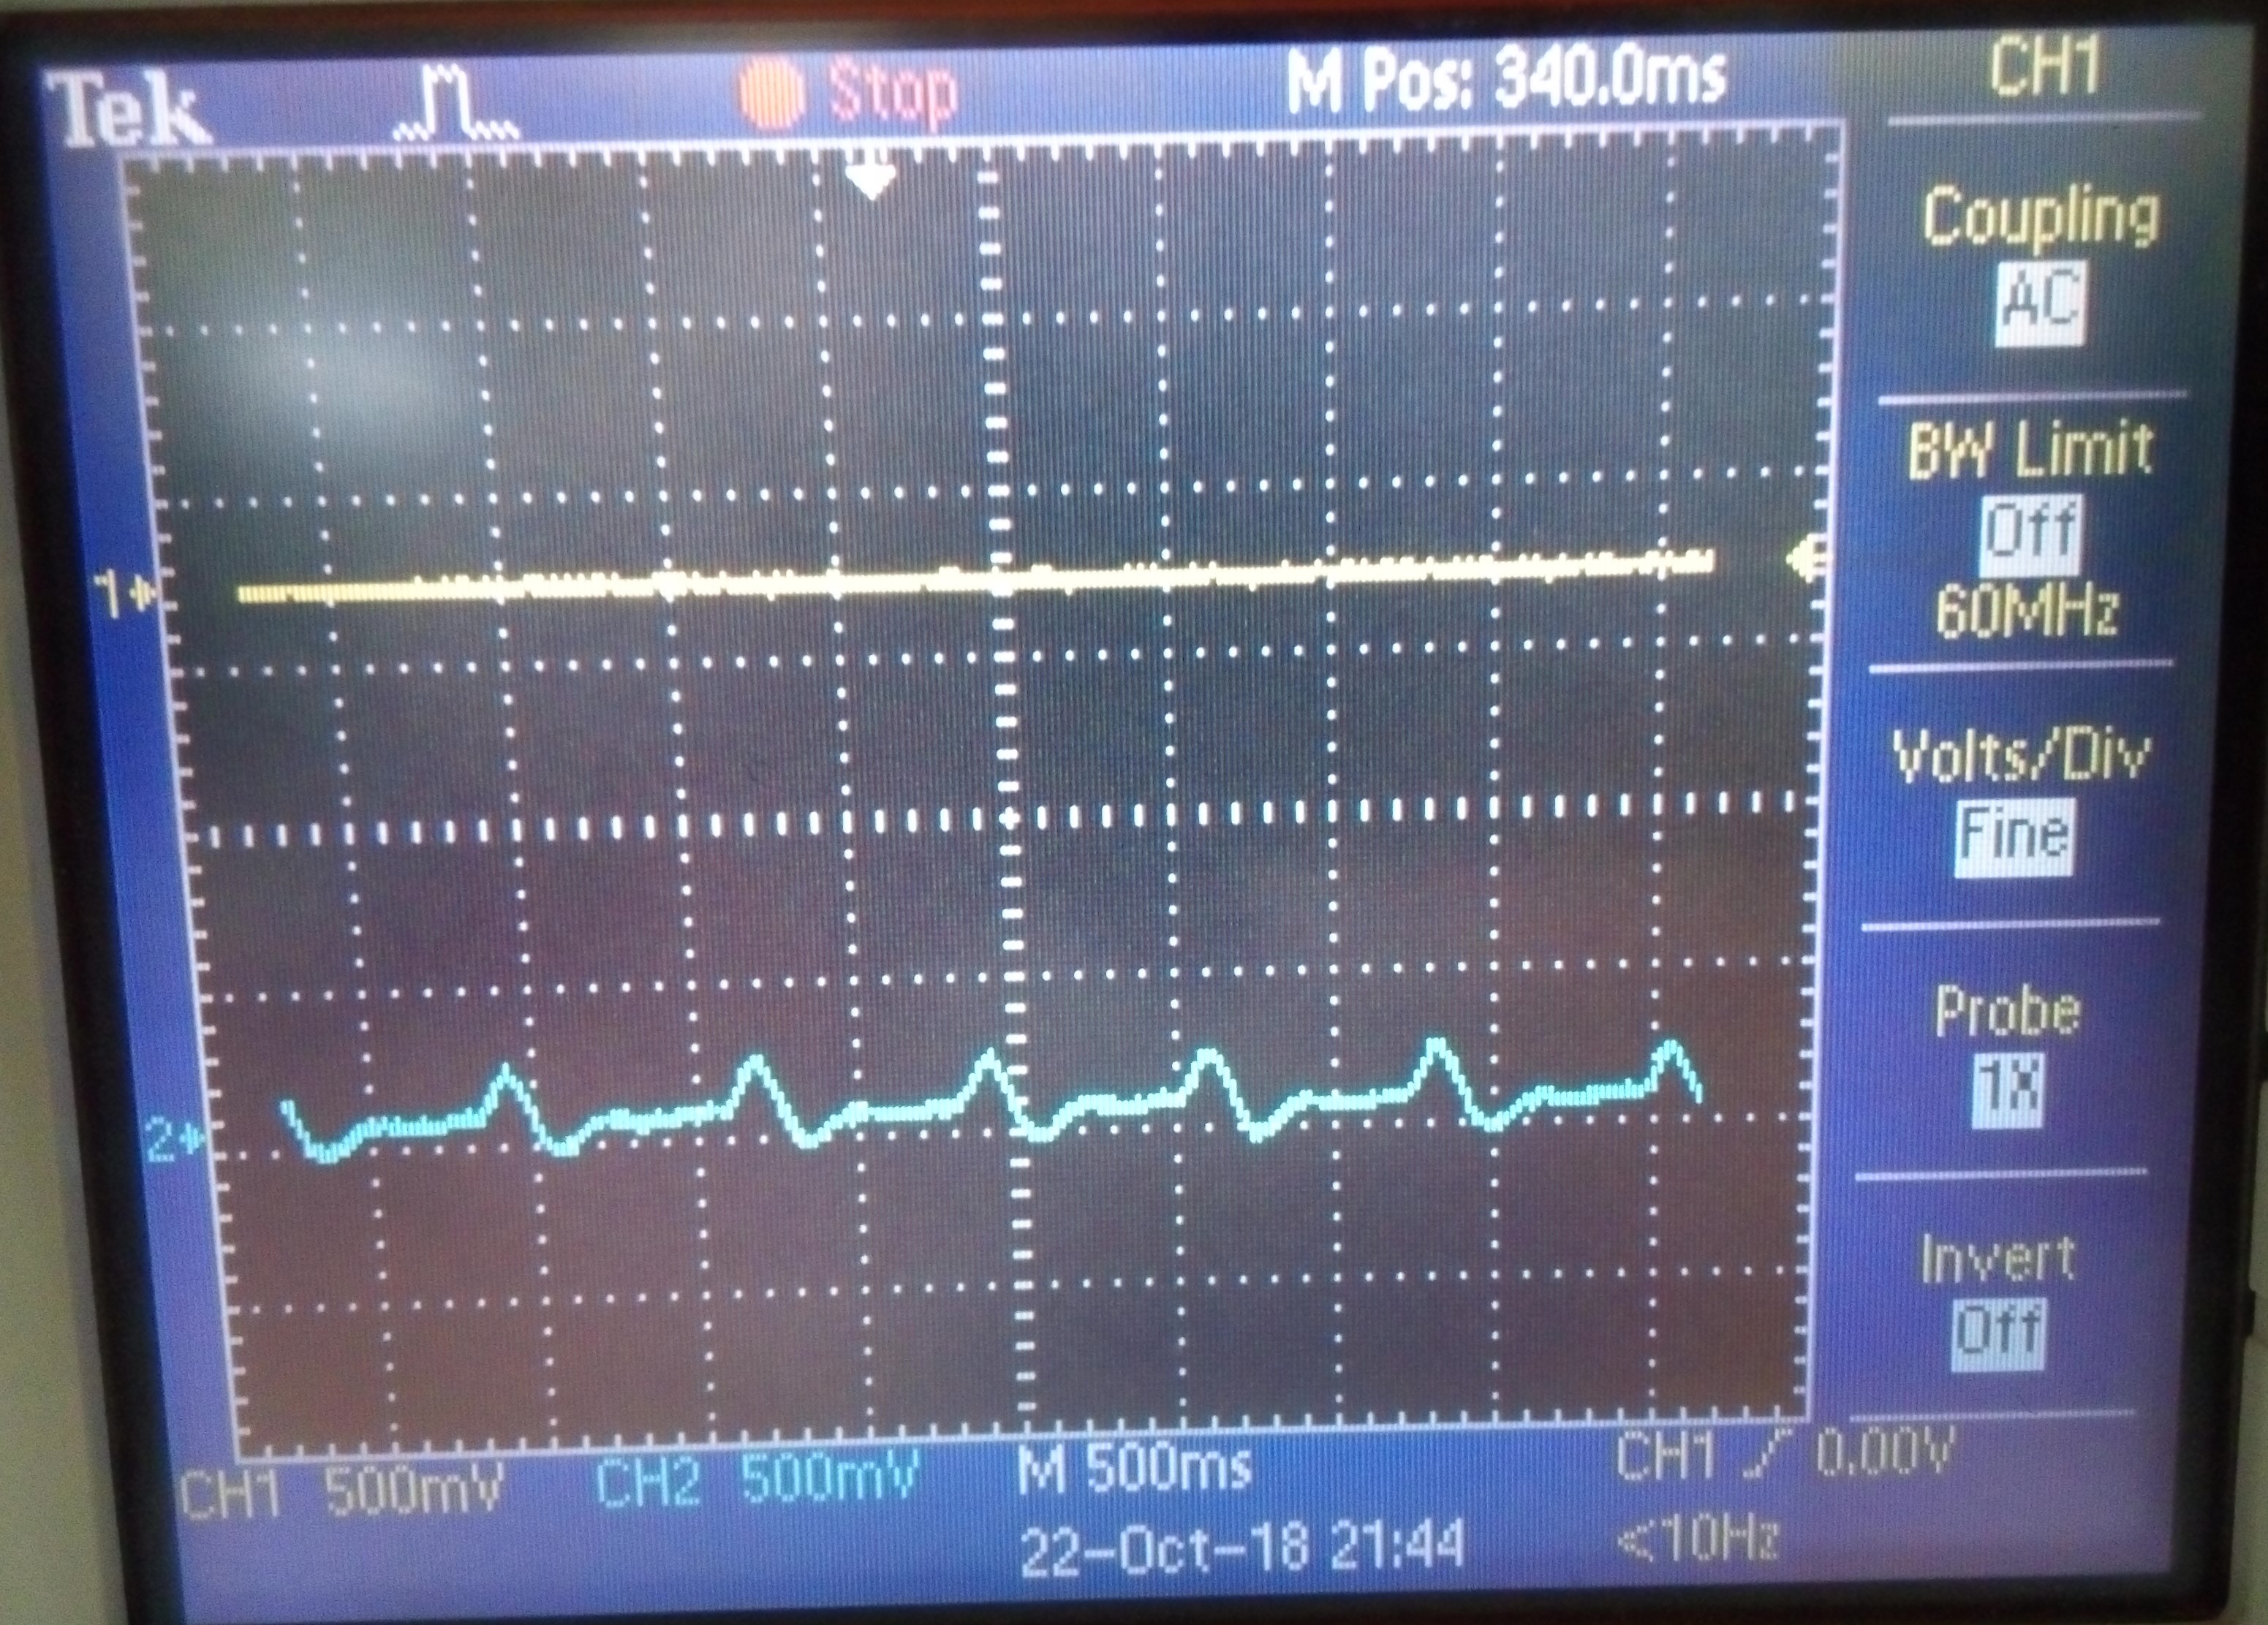 Tek Stop M Pos: 340.0ms CH1
Coupling
AC
BW Limit
Off
60MHz
1
Volts/Div
Fine
Probe
1X
2
Invert
Off
CH1 500mV CH2 500mV M 500ms CH1 0.00V
22-Oct-18 21:44 <10Hz